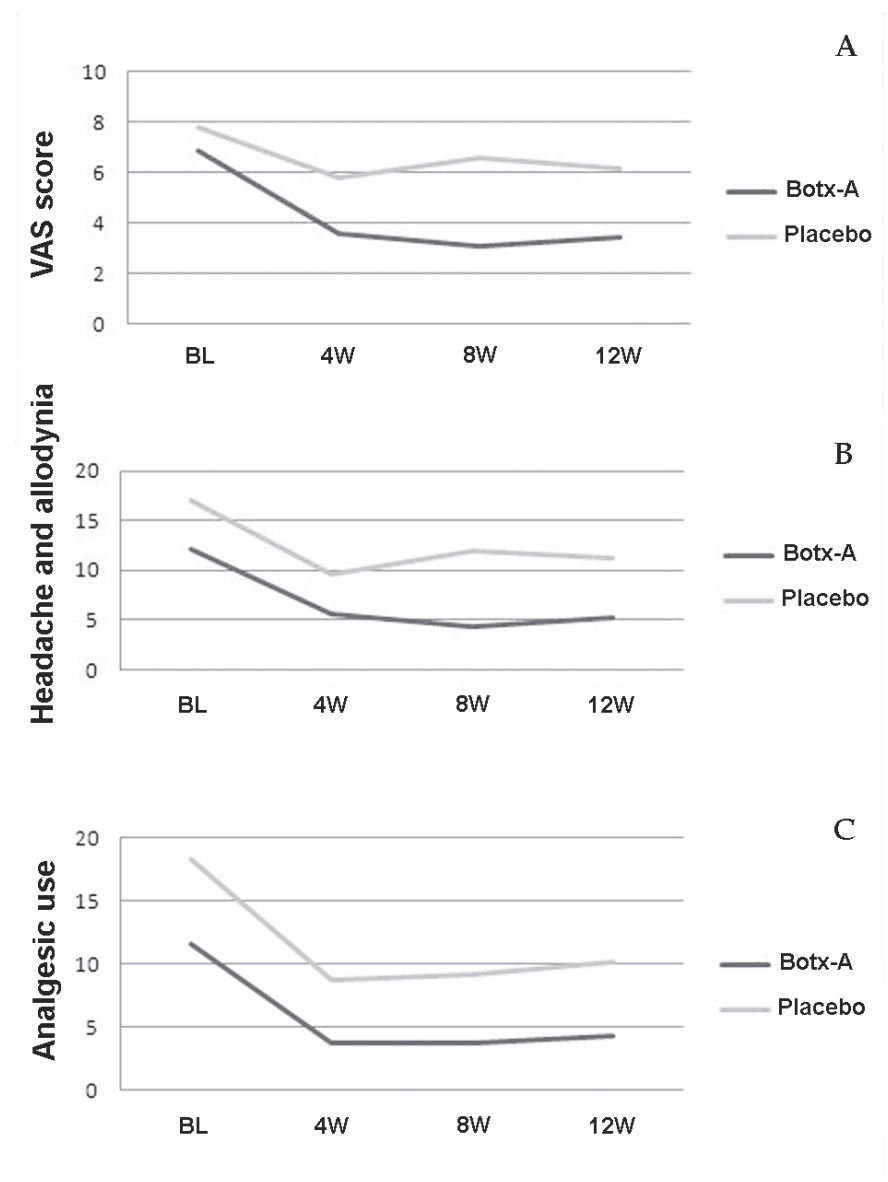 A
VAS score
10
8
6
4
2
0
BL 4W 8W 12W
Botx-A
Placebo
B
Headache and allodynia
20
15
10
5
0
BL 4W 8W 12W
Botx-A
Placebo
C
Analgesic use
20
15
10
5
0
BL 4W 8W 12W
Botx-A
Placebo